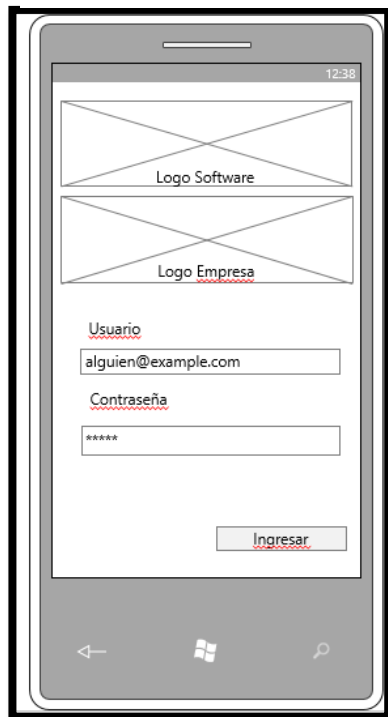 12:38
Logo Software
Logo Empresa
Usuario
alguien@example.com
Contraseña
*****
Ingresar